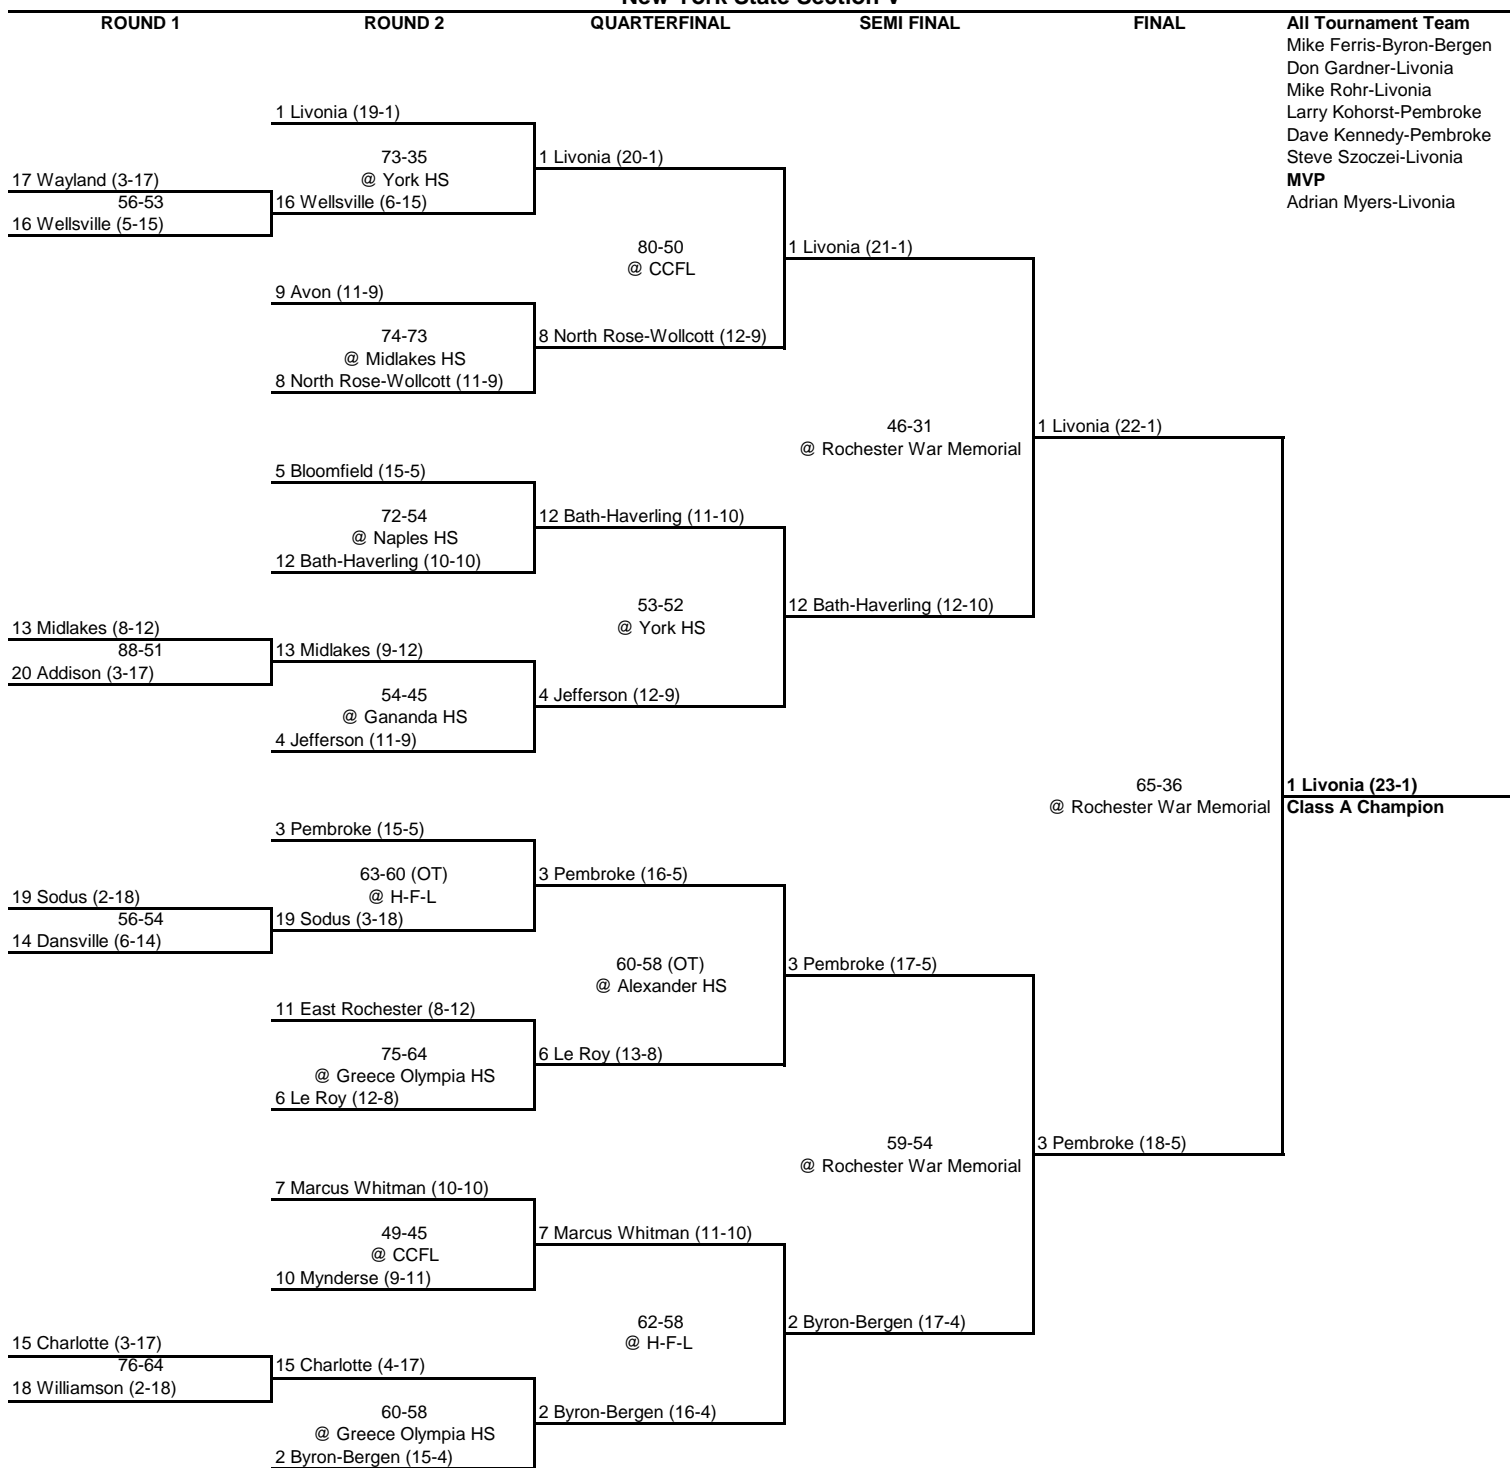 New York State Section V
ROUND 1 ROUND 2 QUARTERFINAL SEMI FINAL FINAL All Tournament Team
Mike Ferris-Byron-Bergen
Don Gardner-Livonia
Mike Rohr-Livonia
Larry Kohorst-Pembroke
Dave Kennedy-Pembroke
Steve Szoczei-Livonia
MVP
Adrian Myers-Livonia
1 Livonia (19-1)
73-35
@ York HS
1 Livonia (20-1)
17 Wayland (3-17)
56-53
16 Wellsville (5-15)
16 Wellsville (6-15)
80-50
@ CCFL
1 Livonia (21-1)
9 Avon (11-9)
74-73
@ Midlakes HS
8 North Rose-Wollcott (12-9)
8 North Rose-Wollcott (11-9)
46-31
@ Rochester War Memorial
1 Livonia (22-1)
5 Bloomfield (15-5)
72-54
@ Naples HS
12 Bath-Haverling (11-10)
12 Bath-Haverling (10-10)
53-52
@ York HS
12 Bath-Haverling (12-10)
13 Midlakes (8-12)
88-51
20 Addison (3-17)
13 Midlakes (9-12)
54-45
@ Gananda HS
4 Jefferson (12-9)
4 Jefferson (11-9)
65-36
@ Rochester War Memorial
1 Livonia (23-1)
Class A Champion
3 Pembroke (15-5)
63-60 (OT)
@ H-F-L
3 Pembroke (16-5)
19 Sodus (2-18)
56-54
14 Dansville (6-14)
19 Sodus (3-18)
60-58 (OT)
@ Alexander HS
3 Pembroke (17-5)
11 East Rochester (8-12)
75-64
@ Greece Olympia HS
6 Le Roy (13-8)
6 Le Roy (12-8)
59-54
@ Rochester War Memorial
3 Pembroke (18-5)
7 Marcus Whitman (10-10)
49-45
@ CCFL
7 Marcus Whitman (11-10)
10 Mynderse (9-11)
62-58
@ H-F-L
2 Byron-Bergen (17-4)
15 Charlotte (3-17)
76-64
18 Williamson (2-18)
15 Charlotte (4-17)
60-58
@ Greece Olympia HS
2 Byron-Bergen (16-4)
2 Byron-Bergen (15-4)